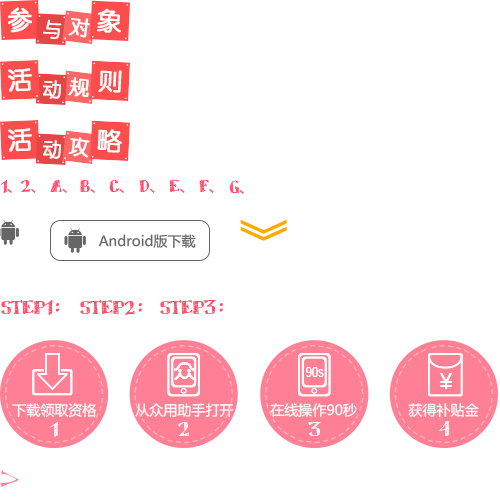 参与对象
活动规则
活动攻略
1、2、A、B、C、D、E、F、G、
Android版下载
STEP1： STEP2： STEP3：
90s
¥
下载领取资格 从众用助手打开 在线操作90秒 获得补贴金
1 2 3 4